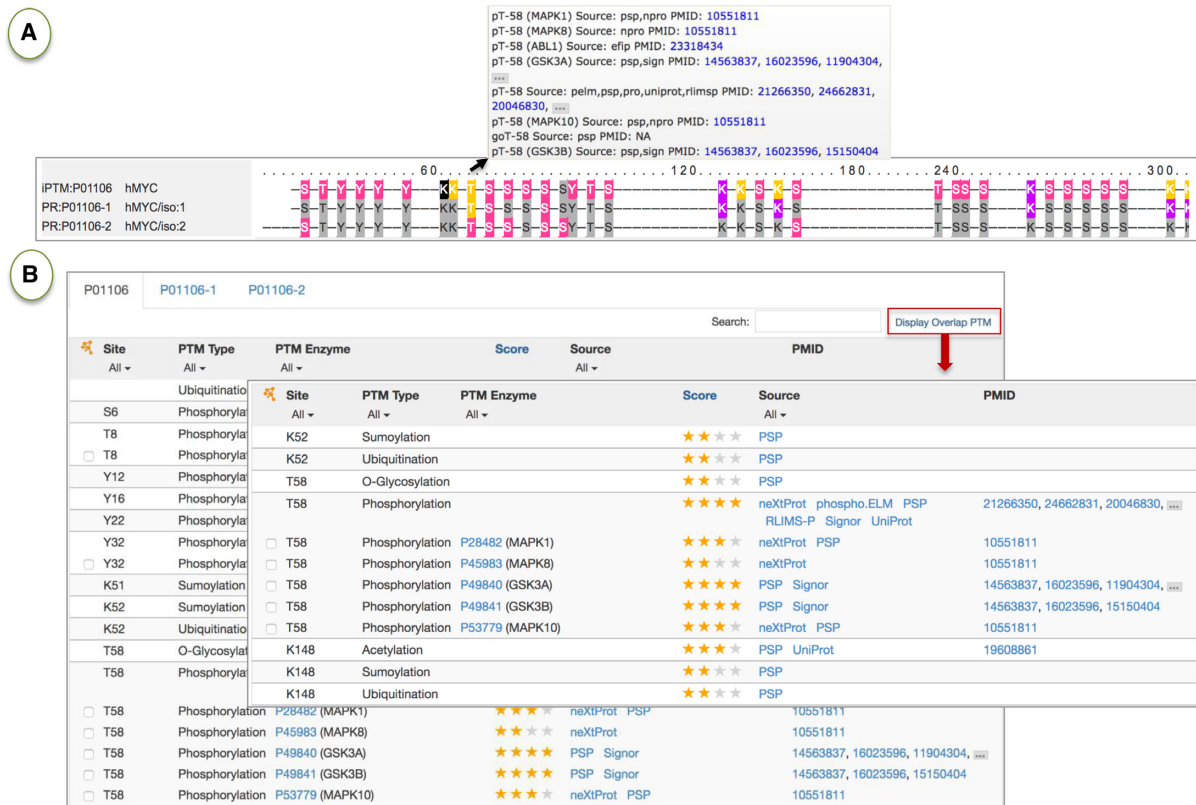 A
pT-58 (MAPK1) Source: psp,npro PMID: 10551811
pT-58 (MAPK8) Source: npro PMID: 10551811
pT-58 (ABL1) Source: efip PMID: 23318434
pT-58 (GSK3A) Source: psp,sign PMID: 14563837, 16023596, 11904304,
...
pT-58 Source: pelm,psp,pro,uniprot,rlimsp PMID: 21266350, 24662831,
20046830, ...
pT-58 (MAPK10) Source: psp,npro PMID: 10551811
goT-58 Source: psp PMID: NA
pT-58 (GSK3B) Source: psp,sign PMID: 14563837, 16023596, 15150404
60 120 180 240 300
iPTM:P01106 hMYC S T Y Y Y Y K K T S S S S S Y T S K K S K S T S S S K S S S S S K K
PR:P01106-1 hMYC/iso:1 S T Y Y Y Y K K T S S S S S Y T S K K S K S T S S S K S S S S S K K
PR:P01106-2 hMYC/iso:2 S T Y Y Y Y K K T S S S S S Y T S K K S K S T S S S K S S S S S K K
B
P01106 P01106-1 P01106-2
Search: Display Overlap PTM
Site PTM Type PTM Enzyme Score Source PMID
All All All All
Ubiquitinatio
S6 Phosphoryla
T8 Phosphoryla
T8 Phosphoryla
Y12 Phosphoryla
Y16 Phosphoryla
Y22 Phosphoryla
Y32 Phosphoryla
Y32 Phosphoryla
K51 Sumoylation
K52 Sumoylation
K52 Ubiquitinatio
T58 O-Glycosylat
T58 Phosphoryla
Site PTM Type PTM Enzyme Score Source PMID
All All All All
K52 Sumoylation PSP
K52 Ubiquitination PSP
T58 O-Glycosylation PSP
T58 Phosphorylation neXtProt phospho.ELM PSP 21266350, 24662831, 20046830, ...
RLIMS-P Signor UniProt
T58 Phosphorylation P28482 (MAPK1) neXtProt PSP 10551811
T58 Phosphorylation P45983 (MAPK8) neXtProt 10551811
T58 Phosphorylation P49840 (GSK3A) PSP Signor 14563837, 16023596, 11904304, ...
T58 Phosphorylation P49841 (GSK3B) PSP Signor 14563837, 16023596, 15150404
T58 Phosphorylation P53779 (MAPK10) neXtProt PSP 10551811
K148 Acetylation PSP UniProt 19608861
K148 Sumoylation PSP
K148 Ubiquitination PSP
T58 Phosphorylation P28482 (MAPK1) neXtProt PSP 10551811
T58 Phosphorylation P45983 (MAPK8) neXtProt 10551811
T58 Phosphorylation P49840 (GSK3A) PSP Signor 14563837, 16023596, 11904304, ...
T58 Phosphorylation P49841 (GSK3B) PSP Signor 14563837, 16023596, 15150404
T58 Phosphorylation P53779 (MAPK10) neXtProt PSP 10551811